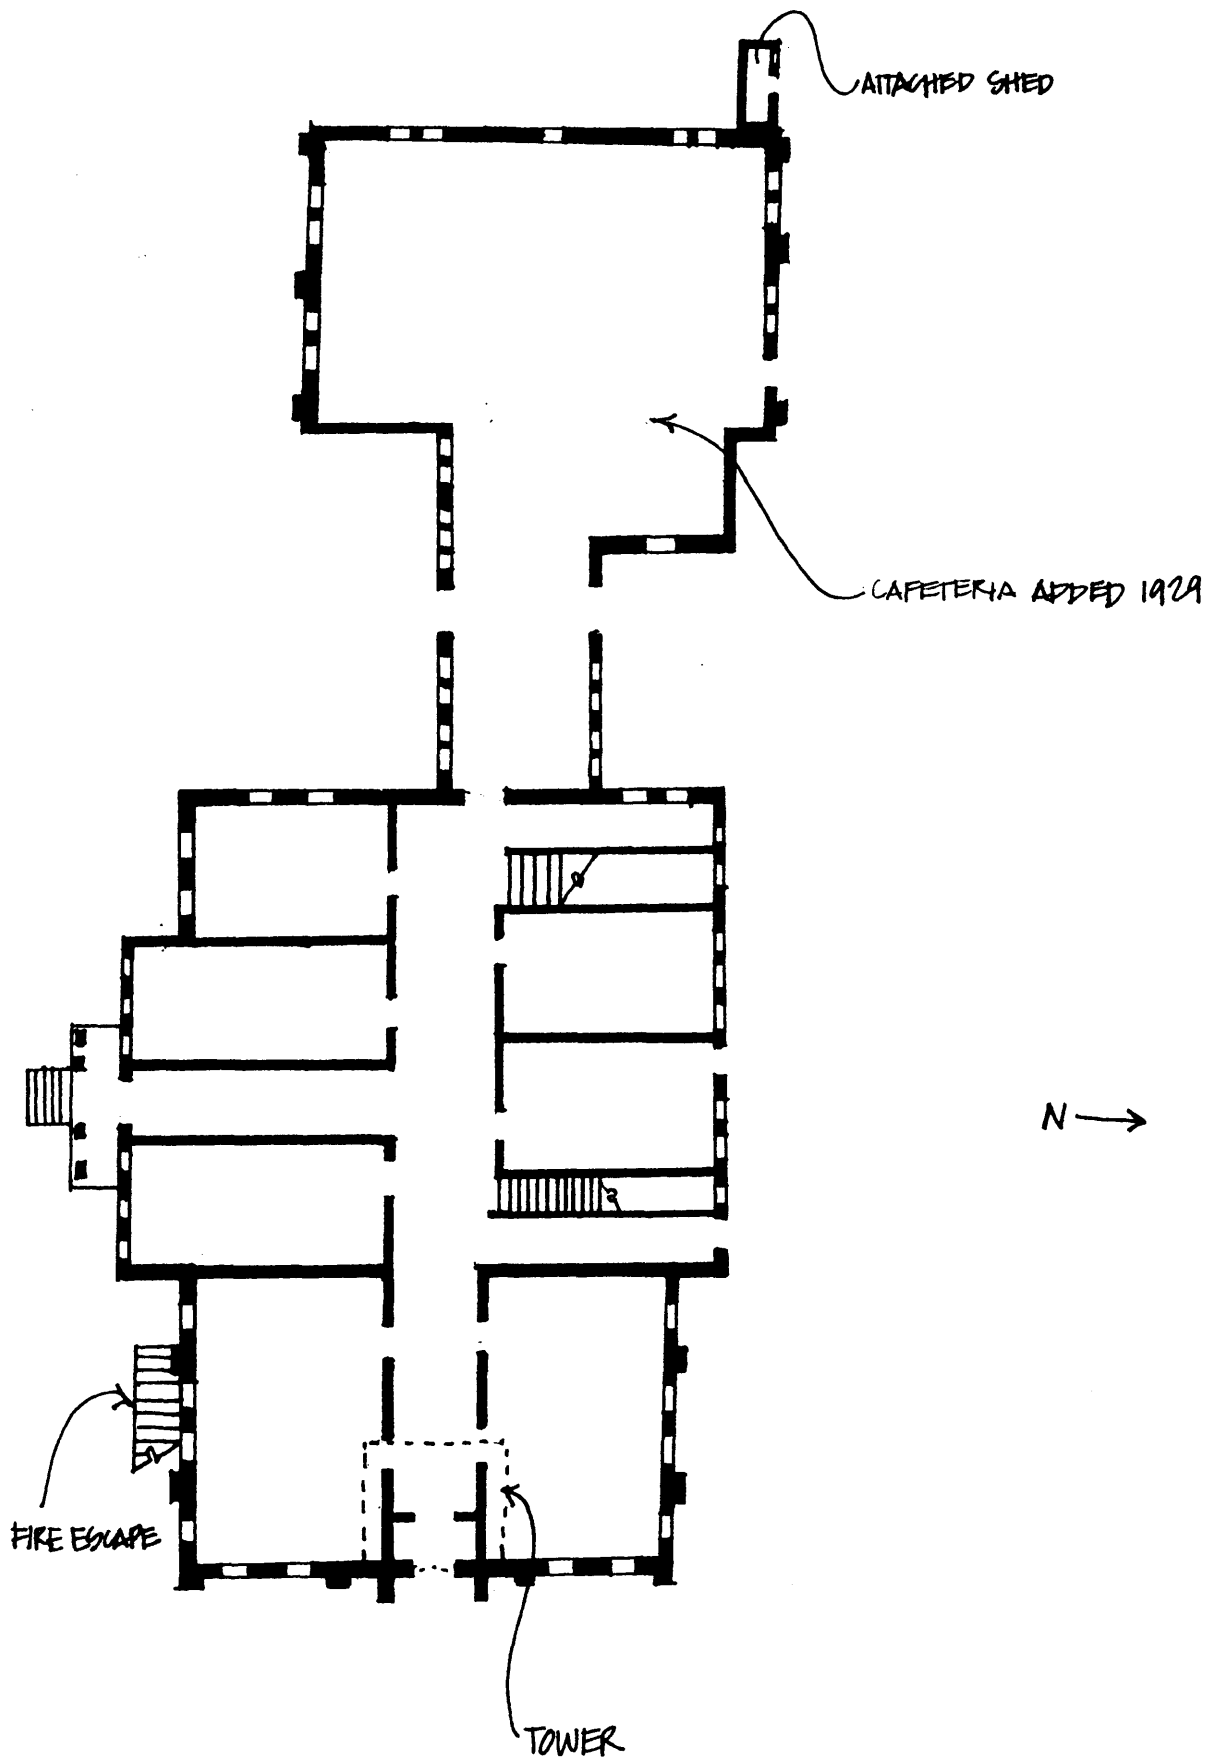 ATTACHED SHED
CAFETERIA ADDED 1929
N
FIRE ESCAPE
TOWER